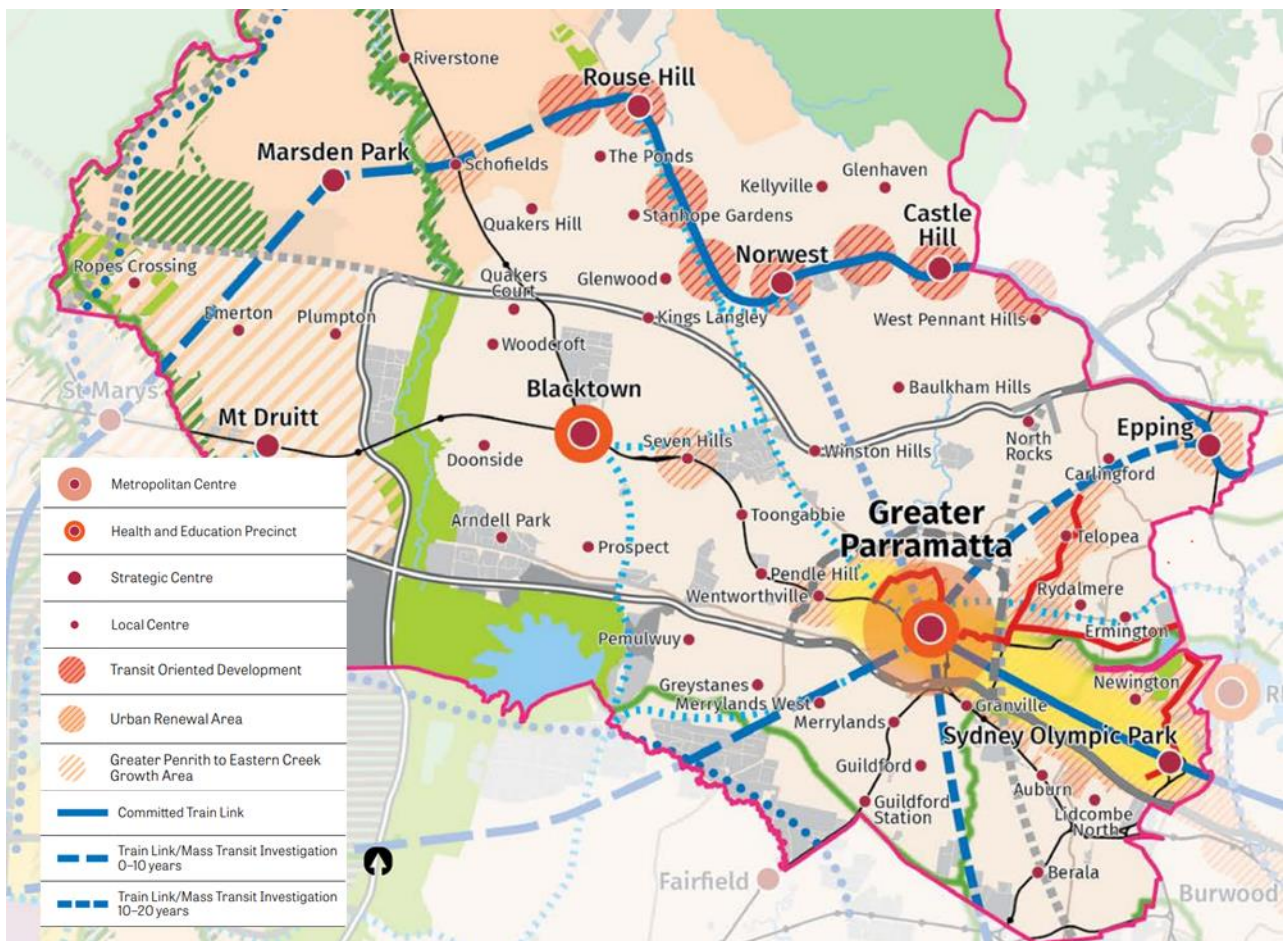 Riverstone
Rouse Hill
Marsden Park
Schofields
The Ponds
Kellyville
Glenhaven
Quakers Hill
Stanhope Gardens
Castle
Hill
Norwest
Ropes Crossing
Quakers
Court
Glenwood
Emerton
Plumpton
Kings Langley
West Pennant Hills
Woodcroft
St Marys
Blacktown
Baulkham Hills
Mt Druitt
Seven Hills
Winston Hills
North
Rocks
Epping
Doonside
Carlingford
Arndell Park
Toongabbie
Greater
Parramatta
Prospect
Telopea
Pendle Hill
Wentworthville
Rydalmere
Ermington
Pemulwuy
Greystanes
Merrylands West
Newington
Merrylands
Granville
Sydney Olympic Park
Guildford
Auburn
Guildford
Station
Lidcombe
North
Fairfield
Berala
Burwood
Metropolitan Centre
Health and Education Precinct
Strategic Centre
Local Centre
Transit Oriented Development
Urban Renewal Area
Greater Penrith to Eastern Creek
Growth Area
Committed Train Link
Train Link/Mass Transit Investigation
0–10 years
Train Link/Mass Transit Investigation
10–20 years